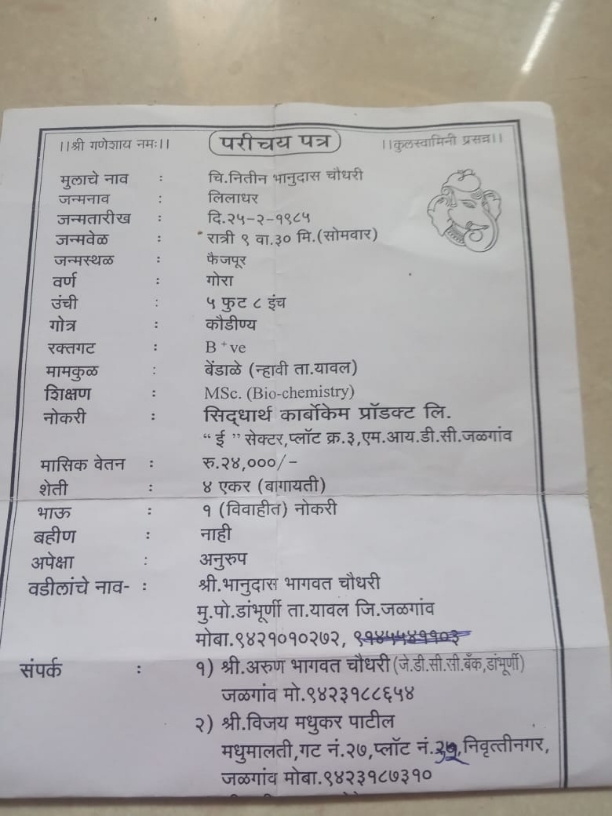 ।।श्री गणेशाय नमः।। परीचय पत्र ।।कुलस्वामिनी प्रसन्न।।
मुलाचे नाव : चि.नितीन भानुदास चौधरी
जन्मनाव : लिलाधर
जन्मतारीख : दि.२५-२-१९८५
जन्मवेळ : रात्री ९ वा.३० मि.(सोमवार)
जन्मस्थळ : फैजपूर
वर्ण : गोरा
उंची : ५ फुट ८ इंच
गोत्र : कौडीण्य
रक्तगट : B +ve
मामकुळ : बेंडाळे (न्हावी ता.यावल)
शिक्षण : MSc. (Bio-chemistry)
नोकरी : सिद्धार्थ कार्बोकेम प्रॉडक्ट लि.
“ ई ” सेक्टर,प्लॉट क्र.३,एम.आय.डी.सी.जळगांव
मासिक वेतन : रु.२४,०००/-
शेती : ४ एकर (बागायती)
भाऊ : १ (विवाहीत) नोकरी
बहीण : नाही
अपेक्षा : अनुरुप
वडीलांचे नाव- : श्री.भानुदास भागवत चौधरी
मु.पो.डांभूर्णी ता.यावल जि.जळगांव
मोबा.९४२१०१०२७२,
संपर्क : १) श्री.अरुण भागवत चौधरी(जे.डी.सी.सी.बँक,डांभूर्णी)
जळगांव मो.९४२३१८८६५४
२) श्री.विजय मधुकर पाटील
मधुमालती,गट नं.२७,प्लॉट नं. ,निवृत्तीनगर,
जळगांव मोबा.९४२३१८७३१०